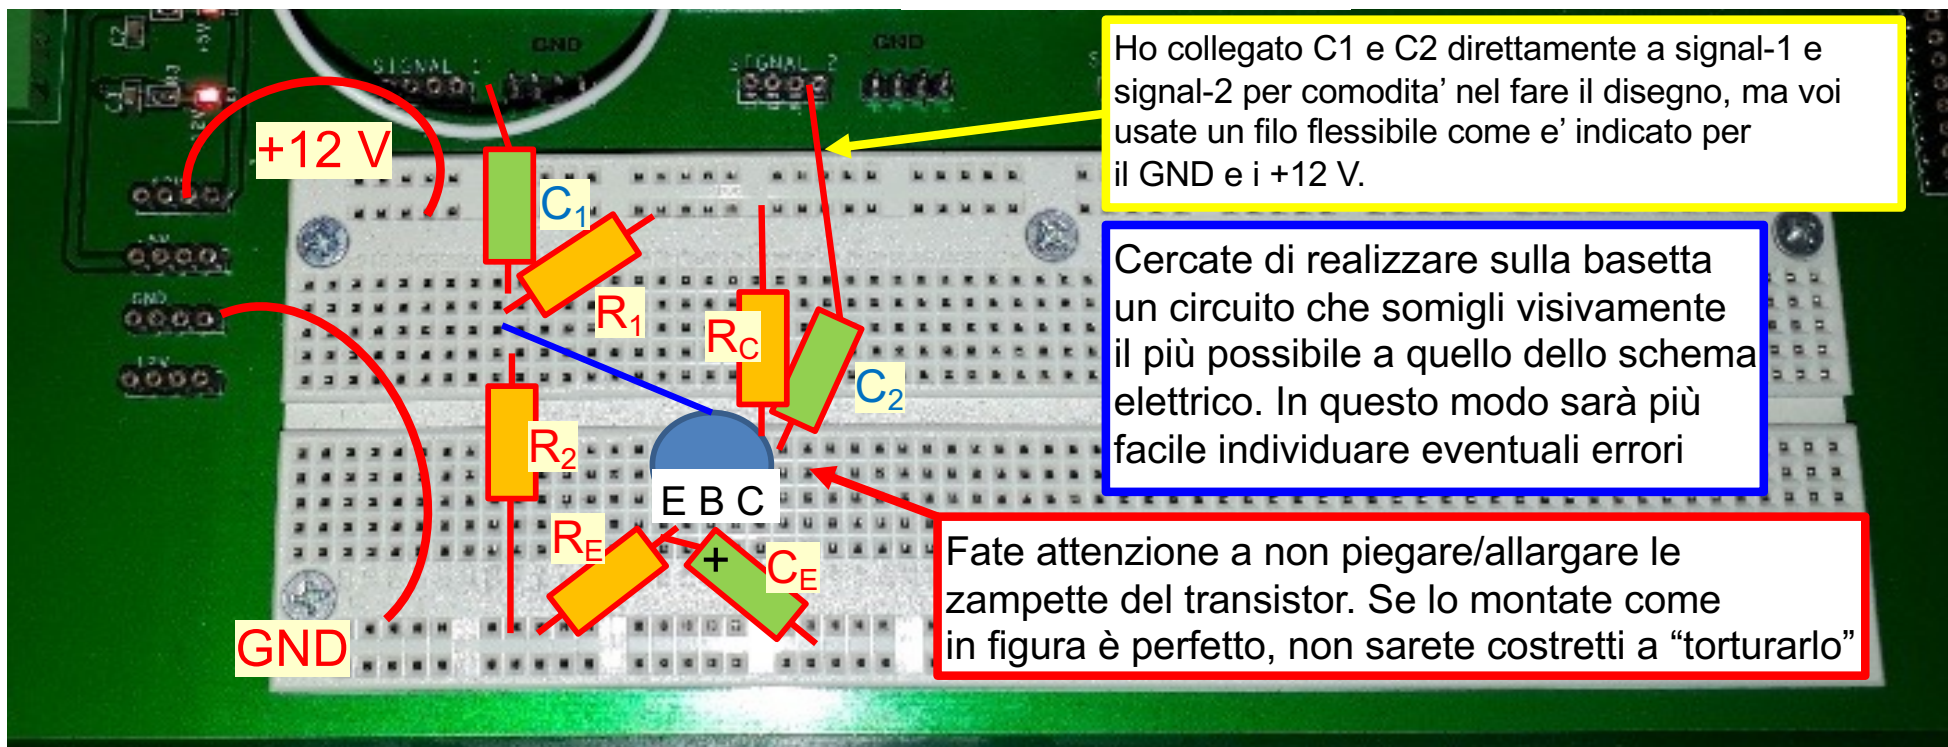 C2
+5V
SIGNAL 1
GND
SIGNAL 2
GND
+12 V
Ho collegato C1 e C2 direttamente a signal-1 e
signal-2 per comodita’ nel fare il disegno, ma voi
usate un filo flessibile come e’ indicato per
il GND e i +12 V.
C1
R1
RC
C2
Cercate di realizzare sulla basetta
un circuito che somigli visivamente
il più possibile a quello dello schema
elettrico. In questo modo sarà più
facile individuare eventuali errori
GND
R2
E B C
RE
+
CE
Fate attenzione a non piegare/allargare le
zampette del transistor. Se lo montate come
in figura è perfetto, non sarete costretti a “torturarlo”
GND